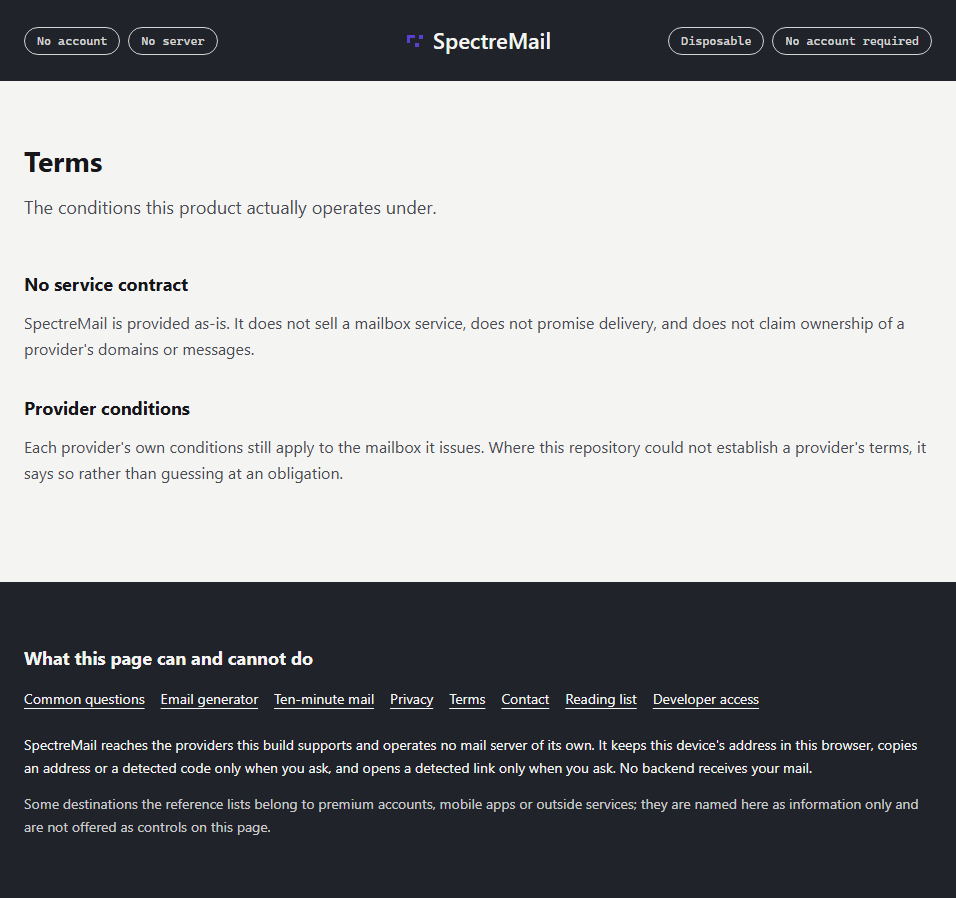 No account
No server
SpectreMail
Disposable
No account required
Terms
The conditions this product actually operates under.
No service contract
SpectreMail is provided as-is. It does not sell a mailbox service, does not promise delivery, and does not claim ownership of a
provider's domains or messages.
Provider conditions
Each provider's own conditions still apply to the mailbox it issues. Where this repository could not establish a provider's terms, it
says so rather than guessing at an obligation.
What this page can and cannot do
Common questions Email generator Ten-minute mail Privacy Terms Contact Reading list Developer access
SpectreMail reaches the providers this build supports and operates no mail server of its own. It keeps this device's address in this browser, copies
an address or a detected code only when you ask, and opens a detected link only when you ask. No backend receives your mail.
Some destinations the reference lists belong to premium accounts, mobile apps or outside services; they are named here as information only and
are not offered as controls on this page.